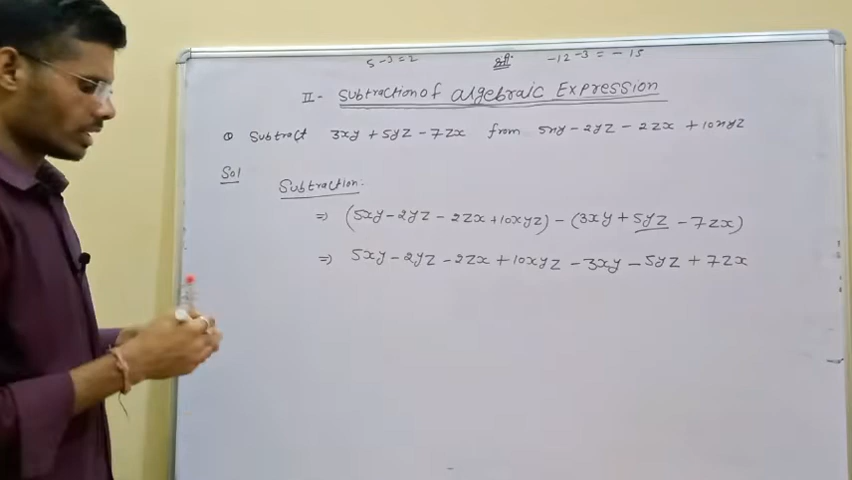 5-3=2 श्री -12-3 = -15
II- Subtraction of algebraic Expression
Subtract 3xy + 5yz - 7zx from 5xy - 2yz - 2zx + 10xyz
Sol
Subtraction:
⇒ (5xy - 2yz - 2zx + 10xyz) - (3xy + 5yz - 7zx)
⇒ 5xy - 2yz - 2zx + 10xyz - 3xy - 5yz + 7zx